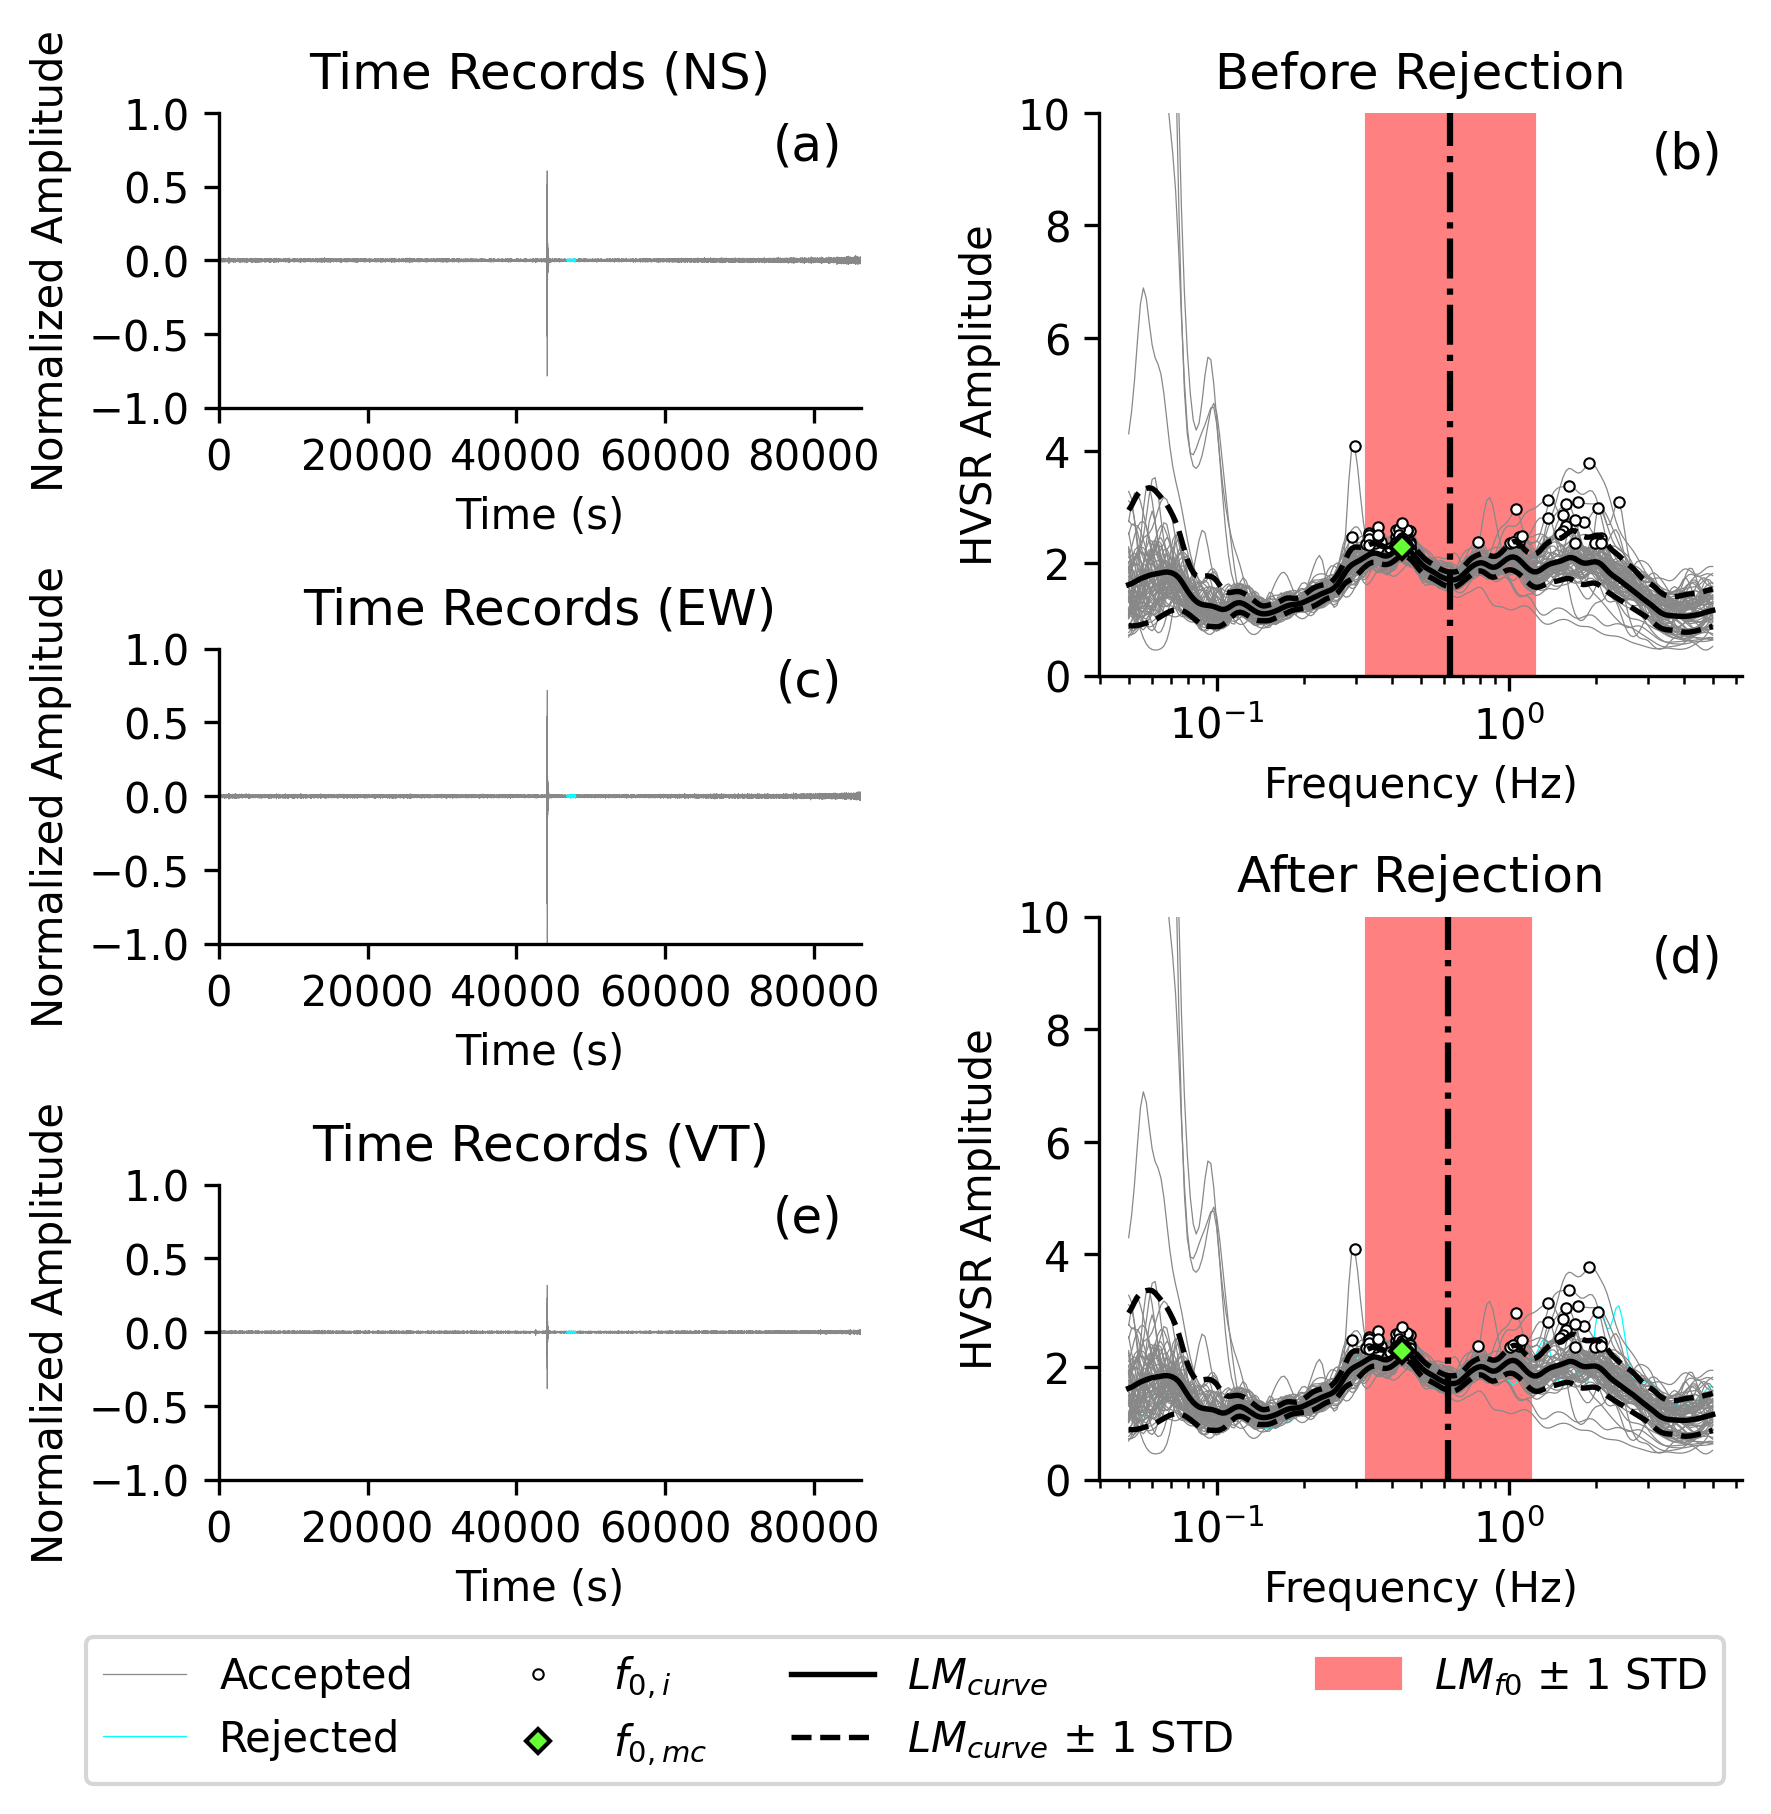 Time Records (NS)
Normalized Amplitude
1.0
0.5
0.0
−0.5
−1.0
(a)
0 20000 40000 60000 80000
Time (s)
Before Rejection
HVSR Amplitude
10
8
6
4
2
0
(b)
10⁻¹ 10⁰
Frequency (Hz)
Time Records (EW)
Normalized Amplitude
1.0
0.5
0.0
−0.5
−1.0
(c)
0 20000 40000 60000 80000
Time (s)
After Rejection
HVSR Amplitude
10
8
6
4
2
0
(d)
10⁻¹ 10⁰
Frequency (Hz)
Time Records (VT)
Normalized Amplitude
1.0
0.5
0.0
−0.5
−1.0
(e)
0 20000 40000 60000 80000
Time (s)
Accepted
Rejected
f0,i
f0,mc
LMcurve
LMcurve ± 1 STD
LMf0 ± 1 STD